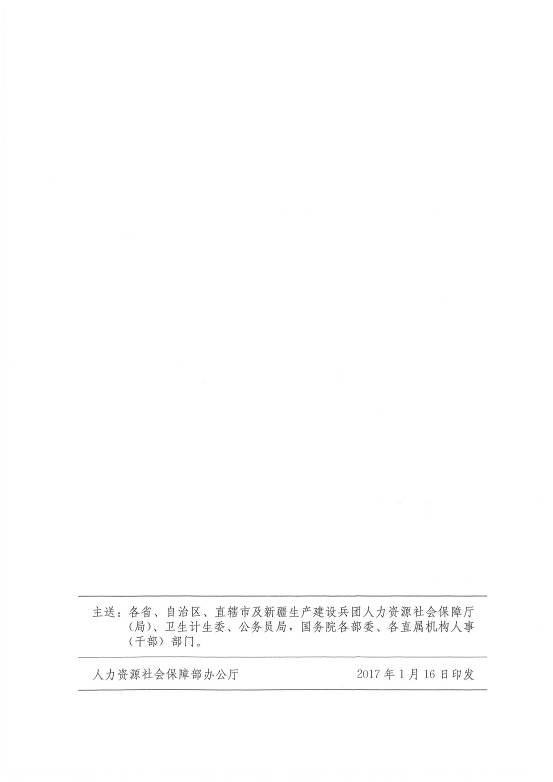 主送：各省、自治区、直辖市及新疆生产建设兵团人力资源社会保障厅
（局）、卫生计生委、公务员局，国务院各部委、各直属机构人事
（干部）部门。
人力资源社会保障部办公厅 2017年1月16日印发